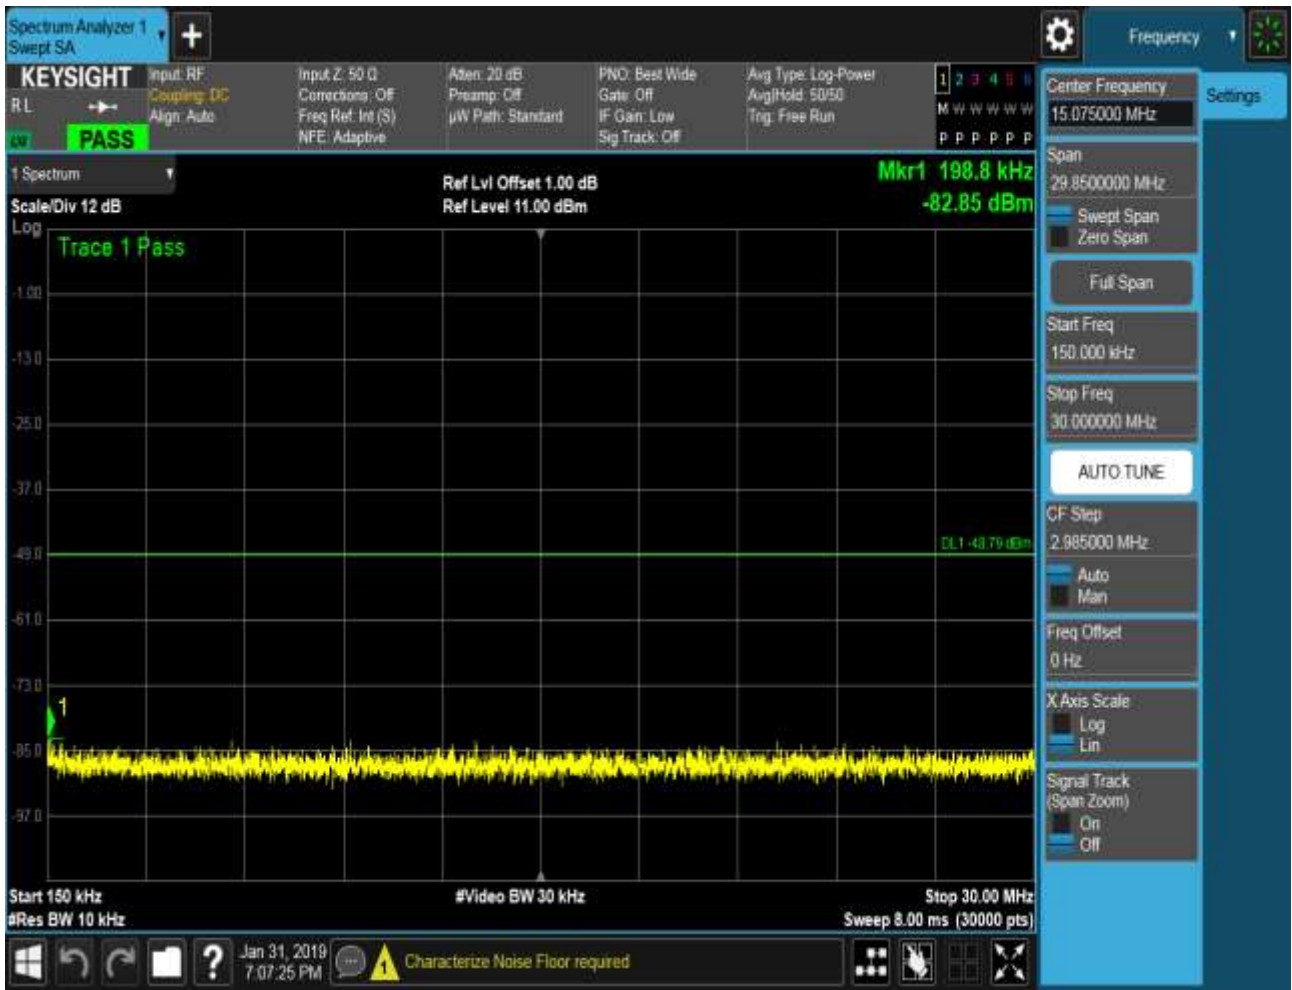 Spectrum Analyzer 1
Swept SA
Frequency
KEYSIGHT
R L
PASS
Input: RF
Coupling: DC
Align: Auto
Input Z: 50 Ω
Corrections: Off
Freq Ref: Int (S)
NFE: Adaptive
Atten: 20 dB
Preamp: Off
µW Path: Standard
PNO: Best Wide
Gate: Off
IF Gain: Low
Sig Track: Off
Avg Type: Log-Power
Avg|Hold: 50/50
Trig: Free Run
1 2 3 4 5 6
M W W W W W
P P P P P P
1 Spectrum
Scale/Div 12 dB
Ref Lvl Offset 1.00 dB
Ref Level 11.00 dBm
Mkr1 198.8 kHz
-82.85 dBm
Log
Trace 1 Pass
-1.00
-13.0
-25.0
-37.0
-49.0
DL1 -48.79 dBm
-61.0
-73.0
1
-85.0
-97.0
Start 150 kHz
#Video BW 30 kHz
Stop 30.00 MHz
#Res BW 10 kHz
Sweep 8.00 ms (30000 pts)
Center Frequency
15.075000 MHz
Settings
Span
29.8500000 MHz
Swept Span
Zero Span
Full Span
Start Freq
150.000 kHz
Stop Freq
30.000000 MHz
AUTO TUNE
CF Step
2.985000 MHz
Auto
Man
Freq Offset
0 Hz
X Axis Scale
Log
Lin
Signal Track
(Span Zoom)
On
Off
?
Jan 31, 2019
7:07:25 PM
1
Characterize Noise Floor required